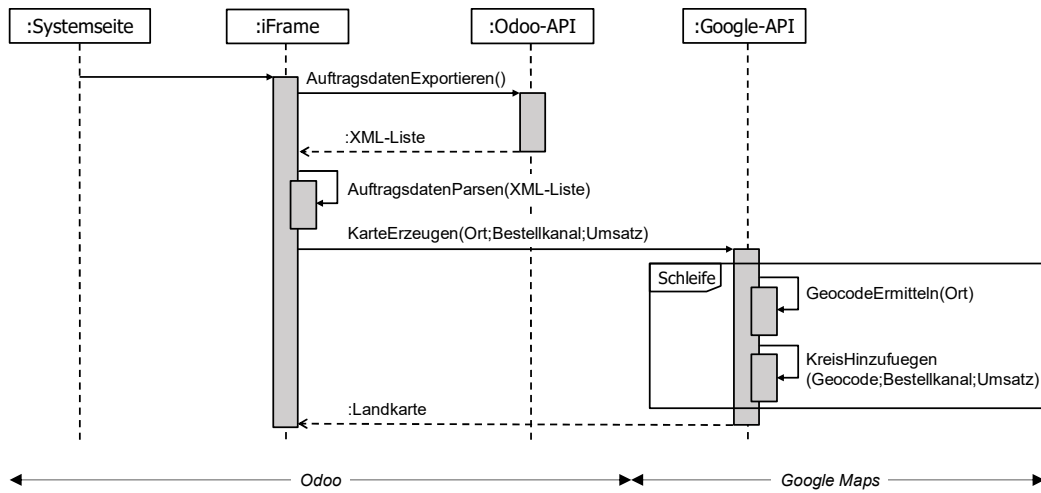 :Systemseite
:iFrame
:Odoo-API
:Google-API
AuftragsdatenExportieren()
:XML-Liste
AuftragsdatenParsen(XML-Liste)
KarteErzeugen(Ort;Bestellkanal;Umsatz)
Schleife
GeocodeErmitteln(Ort)
KreisHinzufuegen
(Geocode;Bestellkanal;Umsatz)
:Landkarte
Odoo
Google Maps